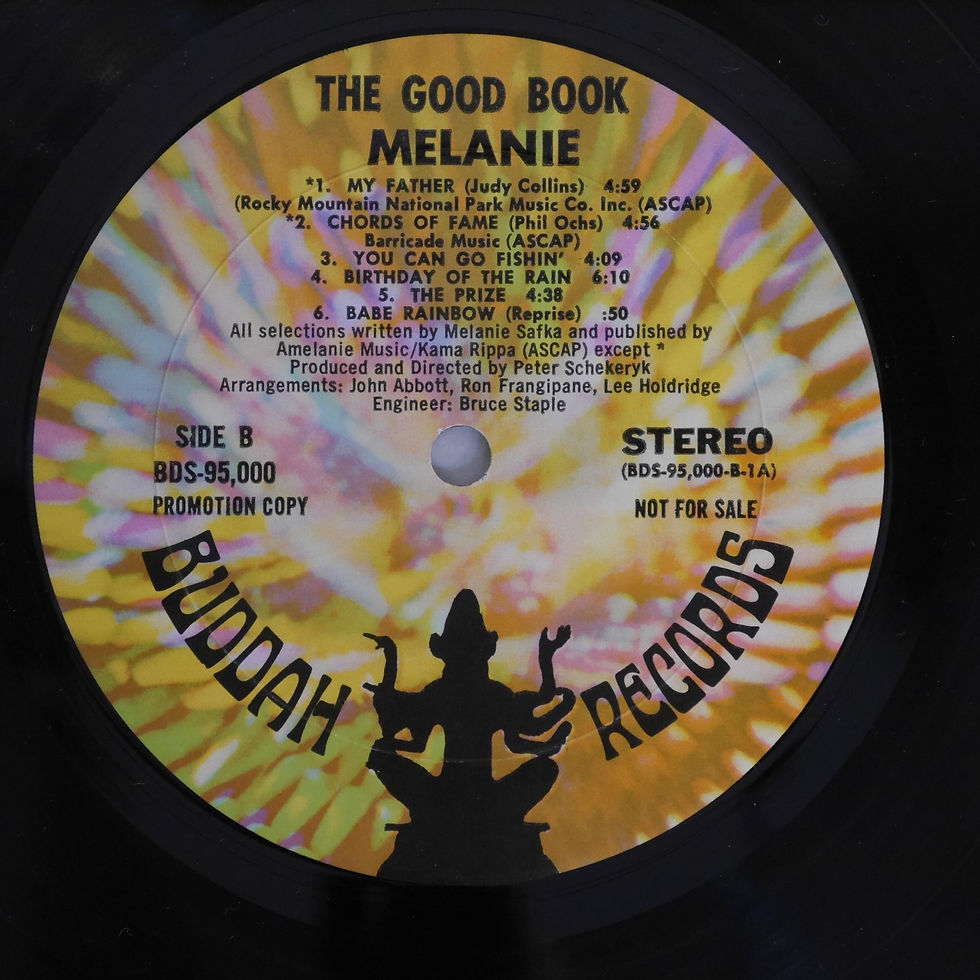 THE GOOD BOOK
MELANIE
*1. MY FATHER (Judy Collins) 4:59
(Rocky Mountain National Park Music Co. Inc. (ASCAP)
*2. CHORDS OF FAME (Phil Ochs) 4:56
Barricade Music (ASCAP)
3. YOU CAN GO FISHIN' 4:09
4. BIRTHDAY OF THE RAIN 6:10
5. THE PRIZE 4:38
6. BABE RAINBOW (Reprise) :50
All selections written by Melanie Safka and published by
Amelanie Music/Kama Rippa (ASCAP) except *
Produced and Directed by Peter Schekeryk
Arrangements: John Abbott, Ron Frangipane, Lee Holdridge
Engineer: Bruce Staple
SIDE B
BDS-95,000
PROMOTION COPY
STEREO
(BDS-95,000-B-1A)
NOT FOR SALE
BUDDAH RECORDS